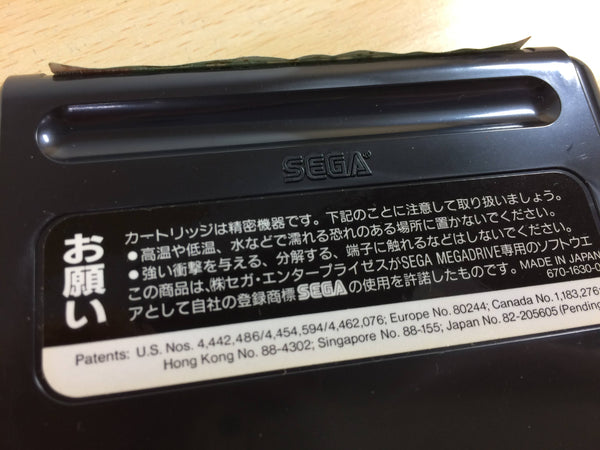 SEGA
お願い
カートリッジは精密機器です。下記のことに注意して取り扱いましょう。
●高温や低温、水などで濡れる恐れのある場所に置かないでください。
●強い衝撃を与える、分解する、端子に触れるなどはしないでください。
この商品は、㈱セガ・エンタープライゼスがSEGA MEGADRIVE専用のソフトウエ
アとして自社の登録商標SEGAの使用を許諾したものです。MADE IN JAPAN
670-1630-0
Patents: U.S. Nos. 4,442,486/4,454,594/4,462,076; Europe No. 80244; Canada No. 1,183,276
Hong Kong No. 88-4302; Singapore No. 88-155; Japan No. 82-205605 (Pending